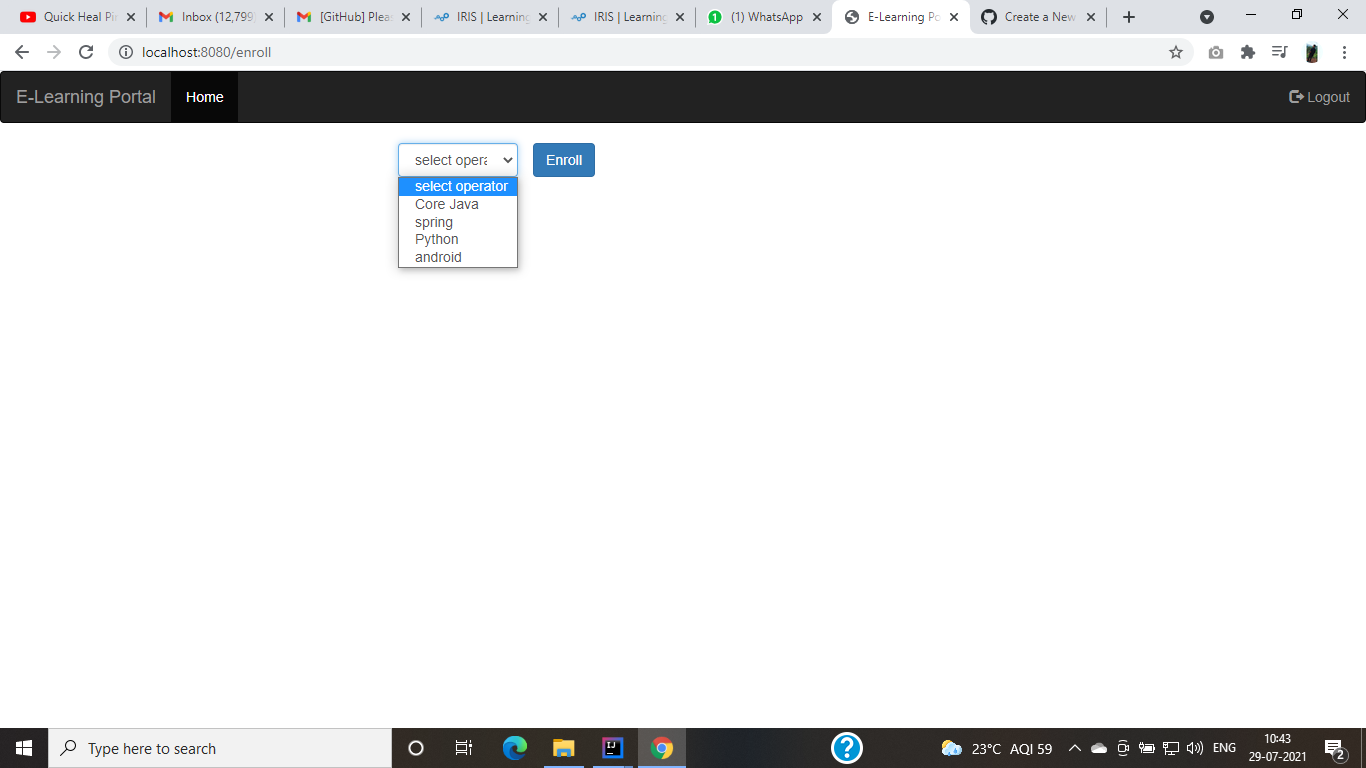 Quick Heal Pin
Inbox (12,799
[GitHub] Pleas
IRIS | Learning
IRIS | Learning
(1) WhatsApp
E-Learning Po
Create a New
localhost:8080/enroll
E-Learning Portal
Home
Logout
select opera
Enroll
select operator
Core Java
spring
Python
android
Type here to search
23°C AQI 59
ENG
10:43
29-07-2021
2